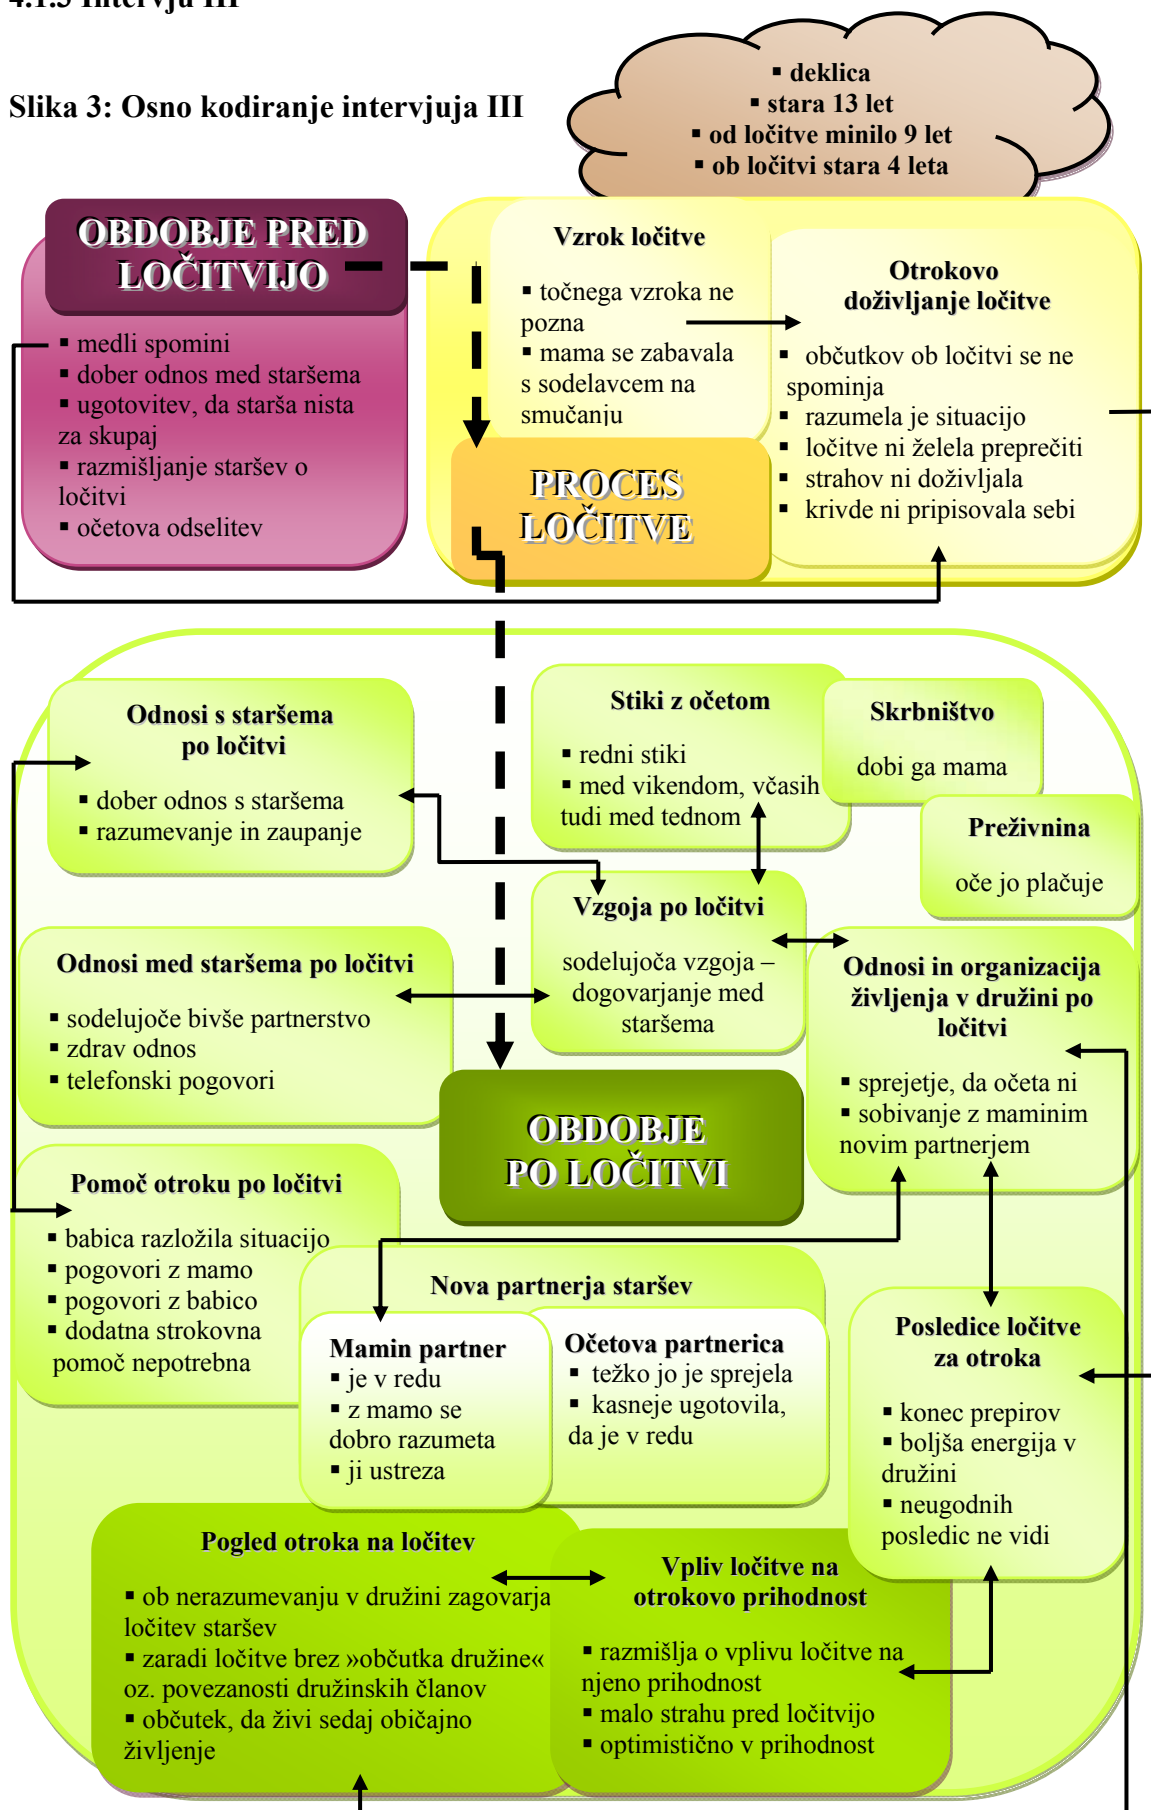 4.1.3 Intervju III
Slika 3: Osno kodiranje intervjuja III
▪ deklica
▪ stara 13 let
▪ od ločitve minilo 9 let
▪ ob ločitvi stara 4 leta
OBDOBJE PRED
LOČITVIJO
▪ medli spomini
▪ dober odnos med staršema
▪ ugotovitev, da starša nista
za skupaj
▪ razmišljanje staršev o
ločitvi
▪ očetova odselitev
Vzrok ločitve
▪ točnega vzroka ne
pozna
▪ mama se zabavala
s sodelavcem na
smučanju
PROCES
LOČITVE
Otrokovo
doživljanje ločitve
▪ občutkov ob ločitvi se ne
spominja
▪ razumela je situacijo
▪ ločitve ni želela preprečiti
▪ strahov ni doživljala
▪ krivde ni pripisovala sebi
Odnosi s staršema
po ločitvi
▪ dober odnos s staršema
▪ razumevanje in zaupanje
Stiki z očetom
▪ redni stiki
▪ med vikendom, včasih
tudi med tednom
Skrbništvo
dobi ga mama
Preživnina
oče jo plačuje
Vzgoja po ločitvi
sodelujoča vzgoja –
dogovarjanje med
staršema
Odnosi med staršema po ločitvi
▪ sodelujoče bivše partnerstvo
▪ zdrav odnos
▪ telefonski pogovori
Odnosi in organizacija
življenja v družini po
ločitvi
▪ sprejetje, da očeta ni
▪ sobivanje z maminim
novim partnerjem
OBDOBJE
PO LOČITVI
Pomoč otroku po ločitvi
▪ babica razložila situacijo
▪ pogovori z mamo
▪ pogovori z babico
▪ dodatna strokovna
pomoč nepotrebna
Nova partnerja staršev
Mamin partner
▪ je v redu
▪ z mamo se
dobro razumeta
▪ ji ustreza
Očetova partnerica
▪ težko jo je sprejela
▪ kasneje ugotovila,
da je v redu
Posledice ločitve
za otroka
▪ konec prepirov
▪ boljša energija v
družini
▪ neugodnih
posledic ne vidi
Pogled otroka na ločitev
▪ ob nerazumevanju v družini zagovarja
ločitev staršev
▪ zaradi ločitve brez »občutka družine«
oz. povezanosti družinskih članov
▪ občutek, da živi sedaj običajno
življenje
Vpliv ločitve na
otrokovo prihodnost
▪ razmišlja o vplivu ločitve na
njeno prihodnost
▪ malo strahu pred ločitvijo
▪ optimistično v prihodnost